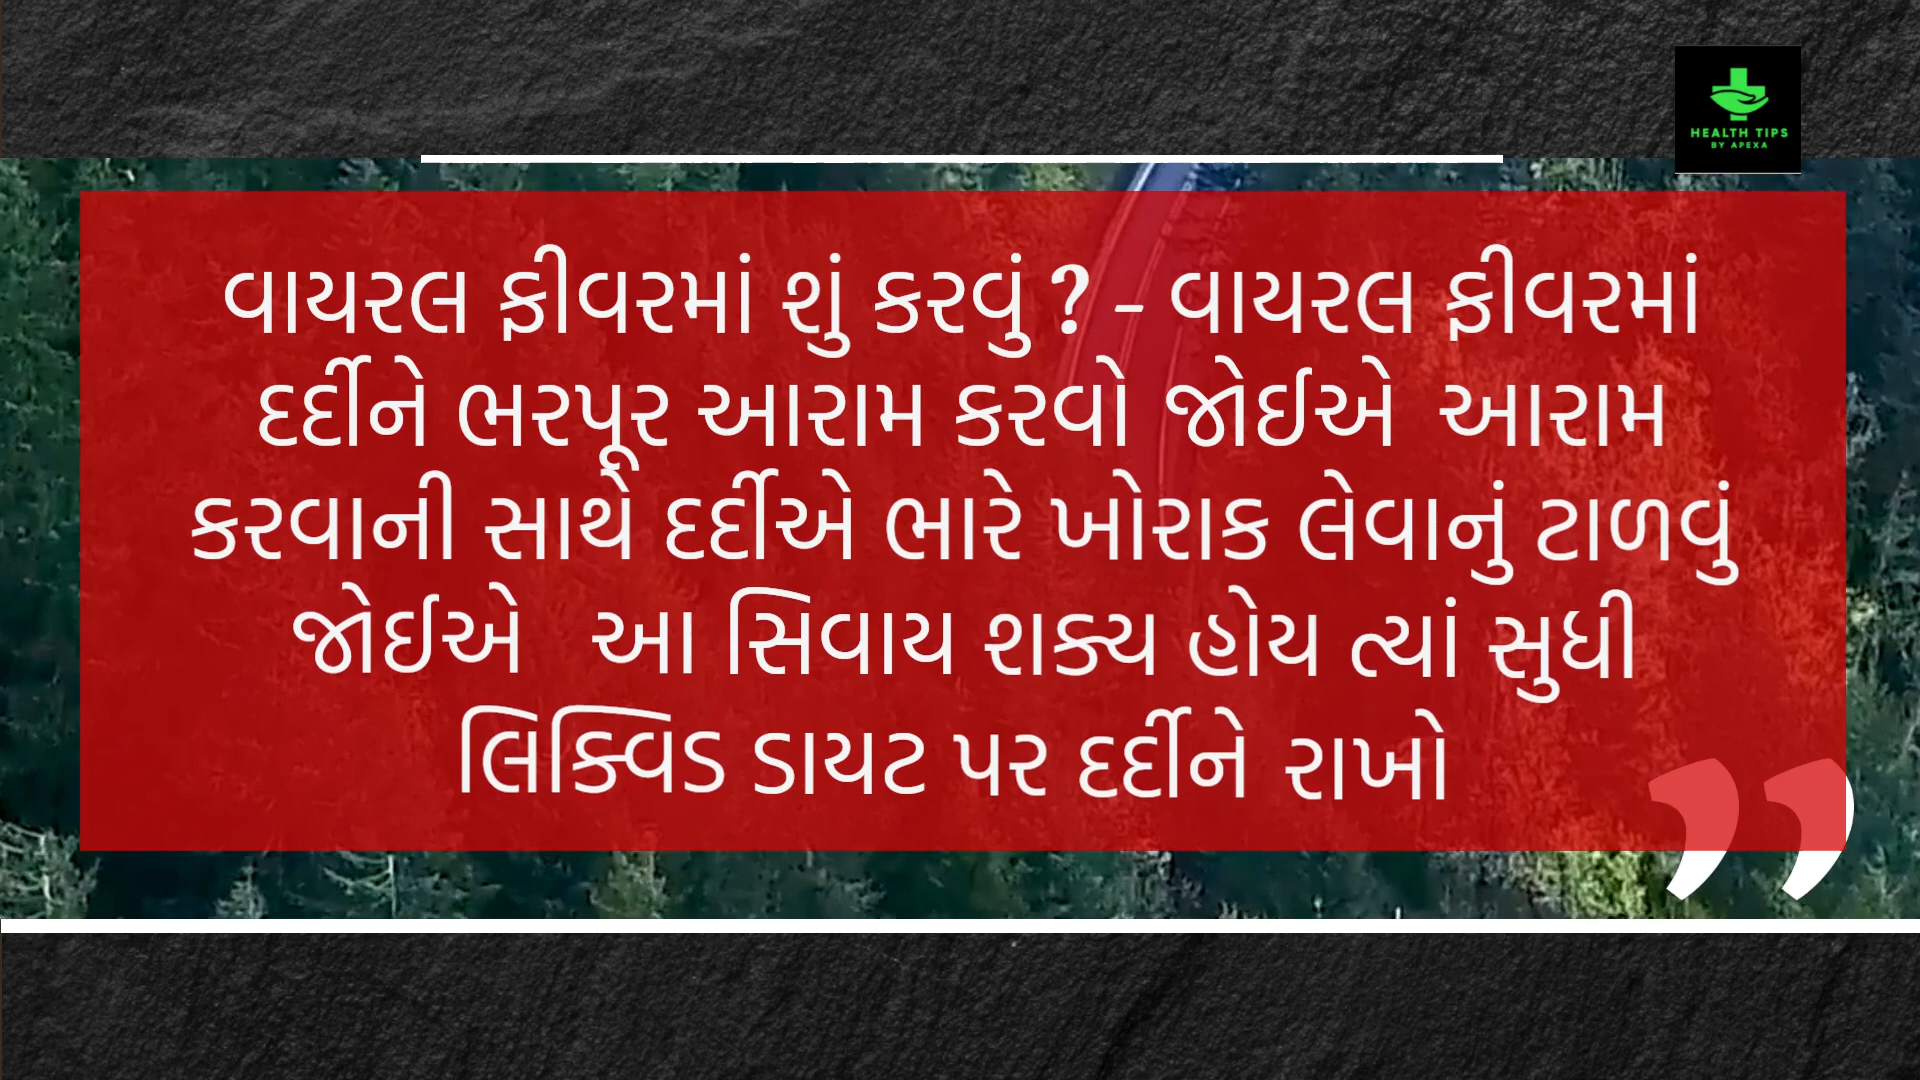 HEALTH TIPS
BY APEXA
વાયરલ ફીવરમાં શું કરવું ? - વાયરલ ફીવરમાં
દર્દીને ભરપૂર આરામ કરવો જોઈએ  આરામ
કરવાની સાથે દર્દીએ ભારે ખોરાક લેવાનું ટાળવું
જોઈએ   આ સિવાય શક્ય હોય ત્યાં સુધી
લિક્વિડ ડાયટ પર દર્દીને રાખો
”